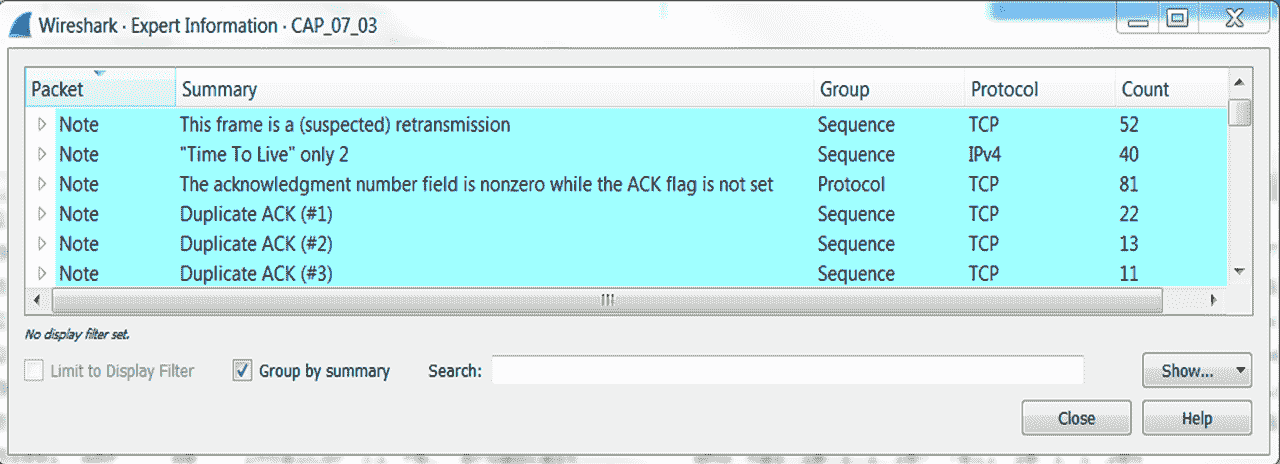 Wireshark · Expert Information · CAP_07_03
Packet Summary Group Protocol Count
Note This frame is a (suspected) retransmission Sequence TCP 52
Note "Time To Live" only 2 Sequence IPv4 40
Note The acknowledgment number field is nonzero while the ACK flag is not set Protocol TCP 81
Note Duplicate ACK (#1) Sequence TCP 22
Note Duplicate ACK (#2) Sequence TCP 13
Note Duplicate ACK (#3) Sequence TCP 11
No display filter set.
Limit to Display Filter Group by summary Search: Show...
Close Help